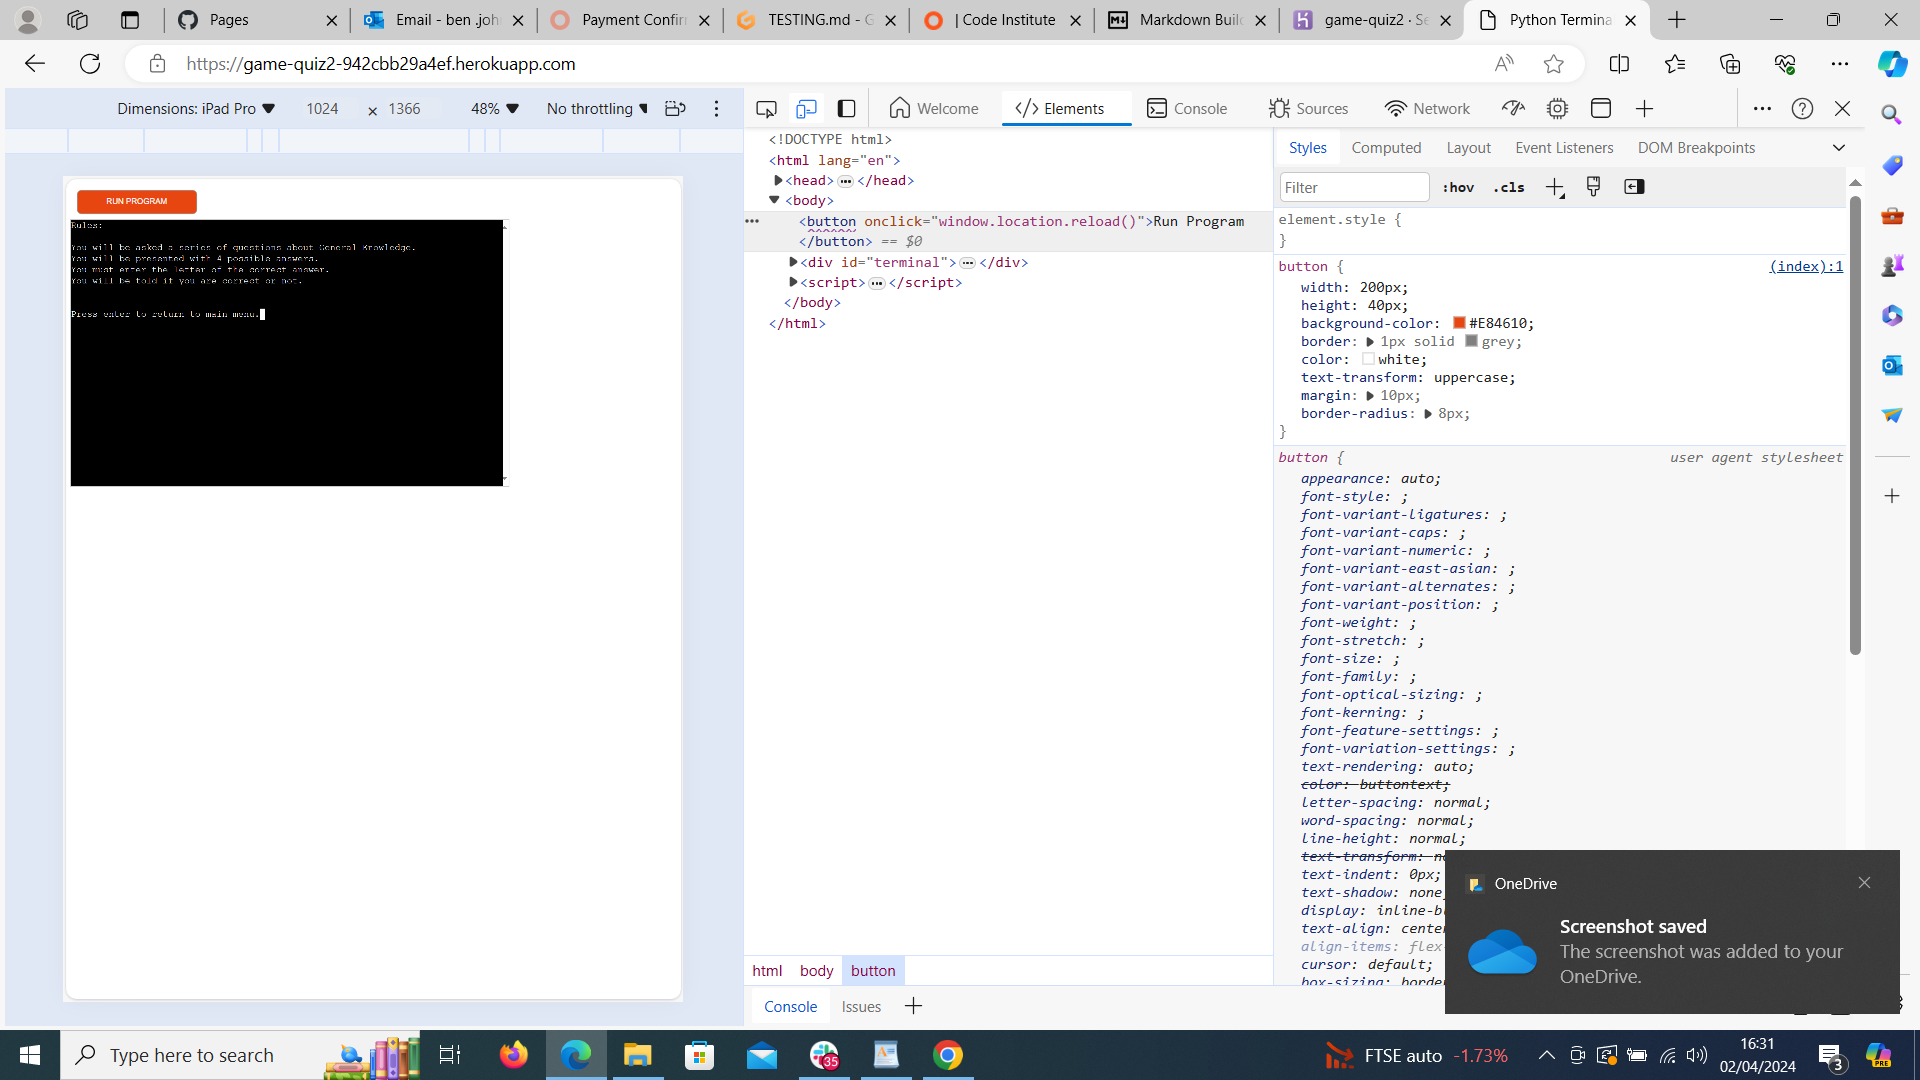 Pages
Email - ben joh
Payment Confir
TESTING.md - G
| Code Institute
Markdown Buil
game-quiz2 · Se
Python Termina
https://game-quiz2-942cbb29a4ef.herokuapp.com
Dimensions: iPad Pro 1024 × 1366 48% No throttling
Welcome Elements Console Sources Network
RUN PROGRAM
Rules:
You will be asked a series of questions about General Knowledge.
You will be presented with 4 possible answers.
You must enter the letter of the correct answer.
You will be told if you are correct or not.
Press enter to return to main menu.
<!DOCTYPE html>
<html lang="en">
<head> ••• </head>
<body>
••• <button onclick="window.location.reload()">Run Program
</button> == $0
<div id="terminal"> ••• </div>
<script> ••• </script>
</body>
</html>
html body button
Console Issues
Styles Computed Layout Event Listeners DOM Breakpoints
Filter :hov .cls
element.style {
}
button { (index):1
width: 200px;
height: 40px;
background-color: #E84610;
border: 1px solid grey;
color: white;
text-transform: uppercase;
margin: 10px;
border-radius: 8px;
}
button { user agent stylesheet
appearance: auto;
font-style: ;
font-variant-ligatures: ;
font-variant-caps: ;
font-variant-numeric: ;
font-variant-east-asian: ;
font-variant-alternates: ;
font-variant-position: ;
font-weight: ;
font-stretch: ;
font-size: ;
font-family: ;
font-optical-sizing: ;
font-kerning: ;
font-feature-settings: ;
font-variation-settings: ;
text-rendering: auto;
color: buttontext;
letter-spacing: normal;
word-spacing: normal;
line-height: normal;
text-transform: n
text-indent: 0px;
text-shadow: none;
display: inline-b
text-align: center
align-items: flex-
cursor: default;
box-sizing: border
OneDrive
Screenshot saved
The screenshot was added to your
OneDrive.
Type here to search
35
FTSE auto -1.73%
16:31
02/04/2024
3
PRE